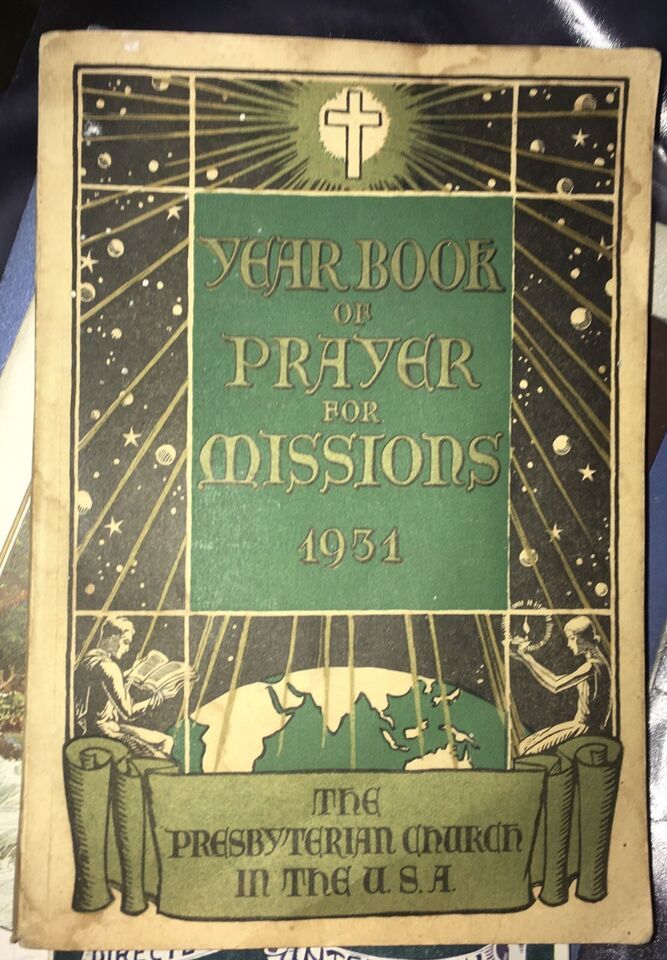 YEAR BOOK
OF
PRAYER
FOR
MISSIONS
1931
THE
PRESBYTERIAN CHURCH
IN THE U.S.A.